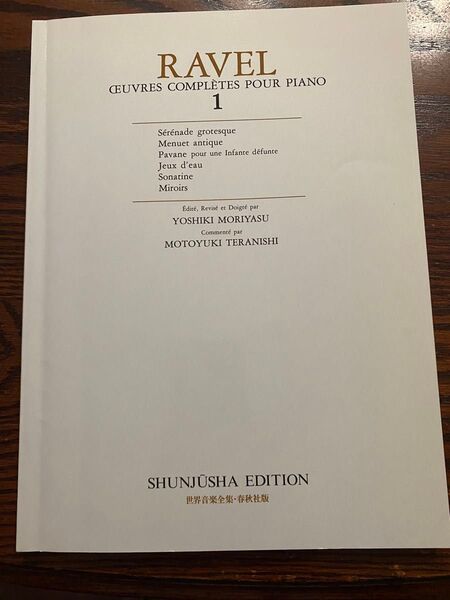 RAVEL
ŒUVRES COMPLÈTES POUR PIANO
1
Sérénade grotesque
Menuet antique
Pavane pour une Infante défunte
Jeux d'eau
Sonatine
Miroirs
Édité, Revisé et Doigté par
YOSHIKI MORIYASU
Commenté par
MOTOYUKI TERANISHI
SHUNJŪSHA EDITION
世界音楽全集・春秋社版